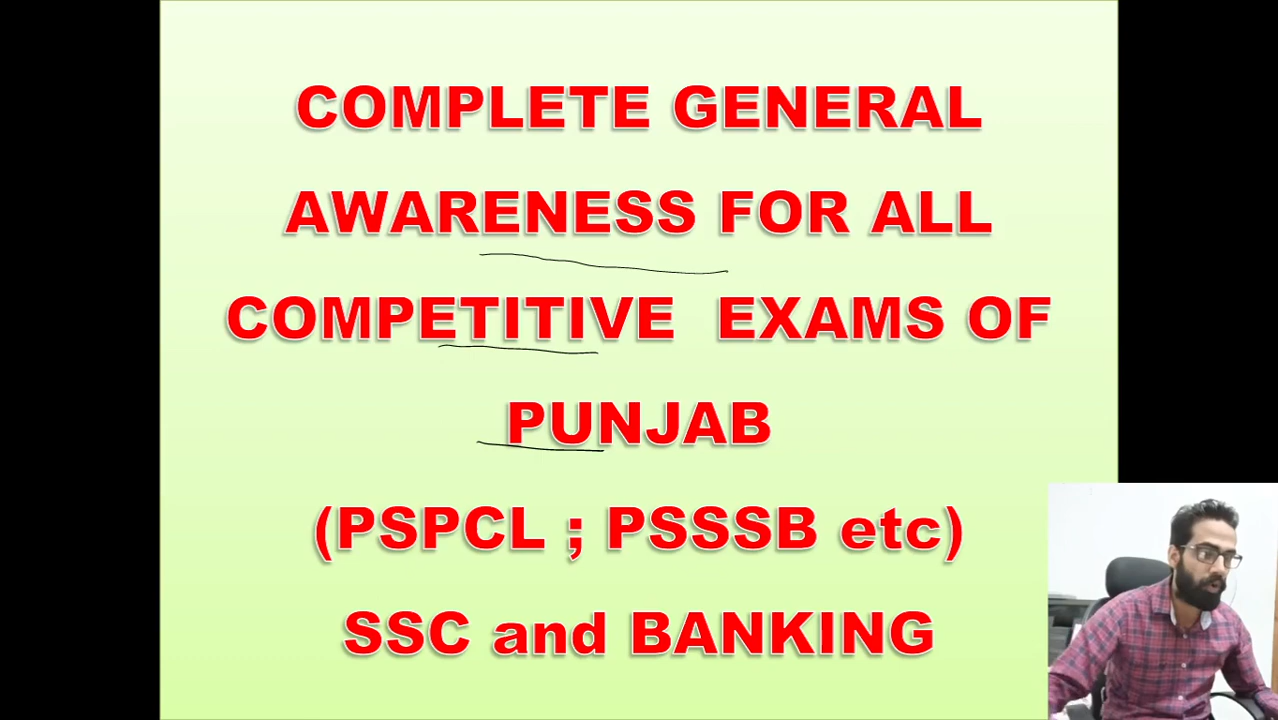 COMPLETE GENERAL
AWARENESS FOR ALL
COMPETITIVE EXAMS OF
PUNJAB
(PSPCL ; PSSSB etc)
SSC and BANKING